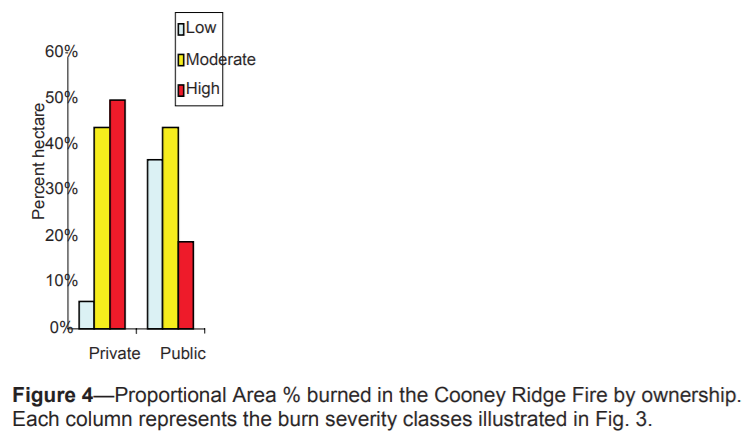 Low
Moderate
High
60%
50%
40%
30%
20%
10%
0%
Percent hectare
Private Public
Figure 4—Proportional Area % burned in the Cooney Ridge Fire by ownership.
Each column represents the burn severity classes illustrated in Fig. 3.